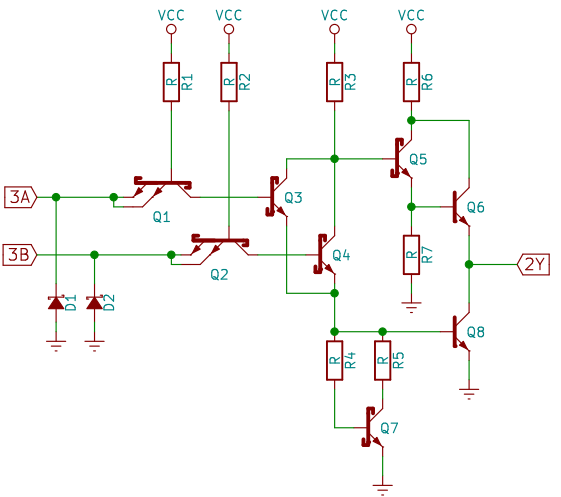 VCC VCC VCC VCC
R R1 R R2 R R3 R R6
Q5
3A Q1 Q3 Q6
3B Q2 Q4 R R7 2Y
D1 D2
Q8
R R4 R R5
Q7